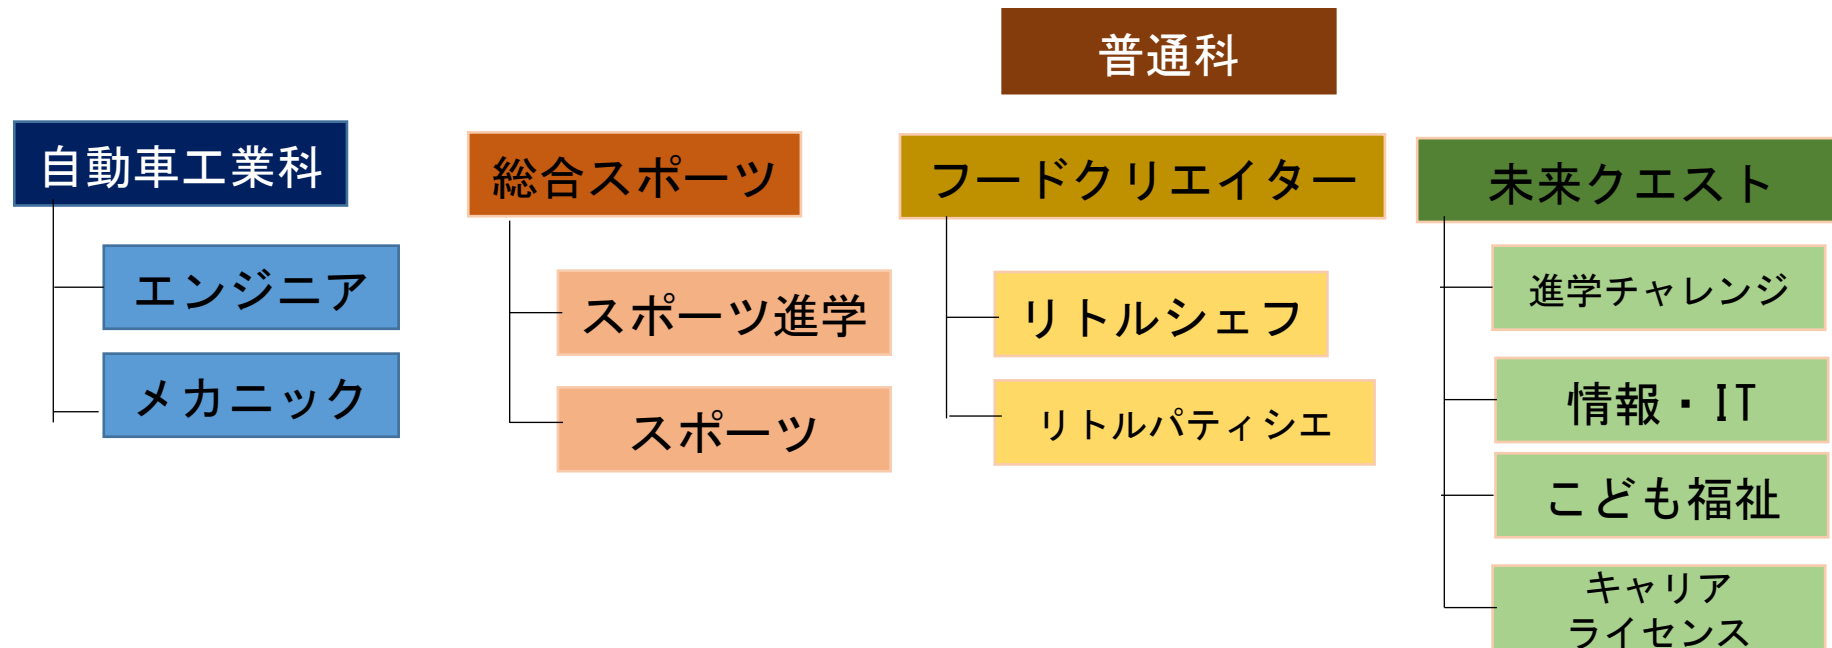 普通科
自動車工業科
エンジニア
メカニック
総合スポーツ
スポーツ進学
スポーツ
フードクリエイター
リトルシェフ
リトルパティシエ
未来クエスト
進学チャレンジ
情報・IT
こども福祉
キャリア
ライセンス